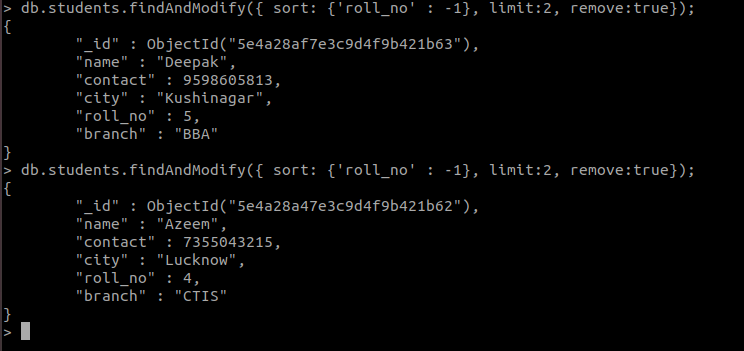 > db.students.findAndModify({ sort: {'roll_no' : -1}, limit:2, remove:true});
{
        "_id" : ObjectId("5e4a28af7e3c9d4f9b421b63"),
        "name" : "Deepak",
        "contact" : 9598605813,
        "city" : "Kushinagar",
        "roll_no" : 5,
        "branch" : "BBA"
}
> db.students.findAndModify({ sort: {'roll_no' : -1}, limit:2, remove:true});
{
        "_id" : ObjectId("5e4a28a47e3c9d4f9b421b62"),
        "name" : "Azeem",
        "contact" : 7355043215,
        "city" : "Lucknow",
        "roll_no" : 4,
        "branch" : "CTIS"
}
>